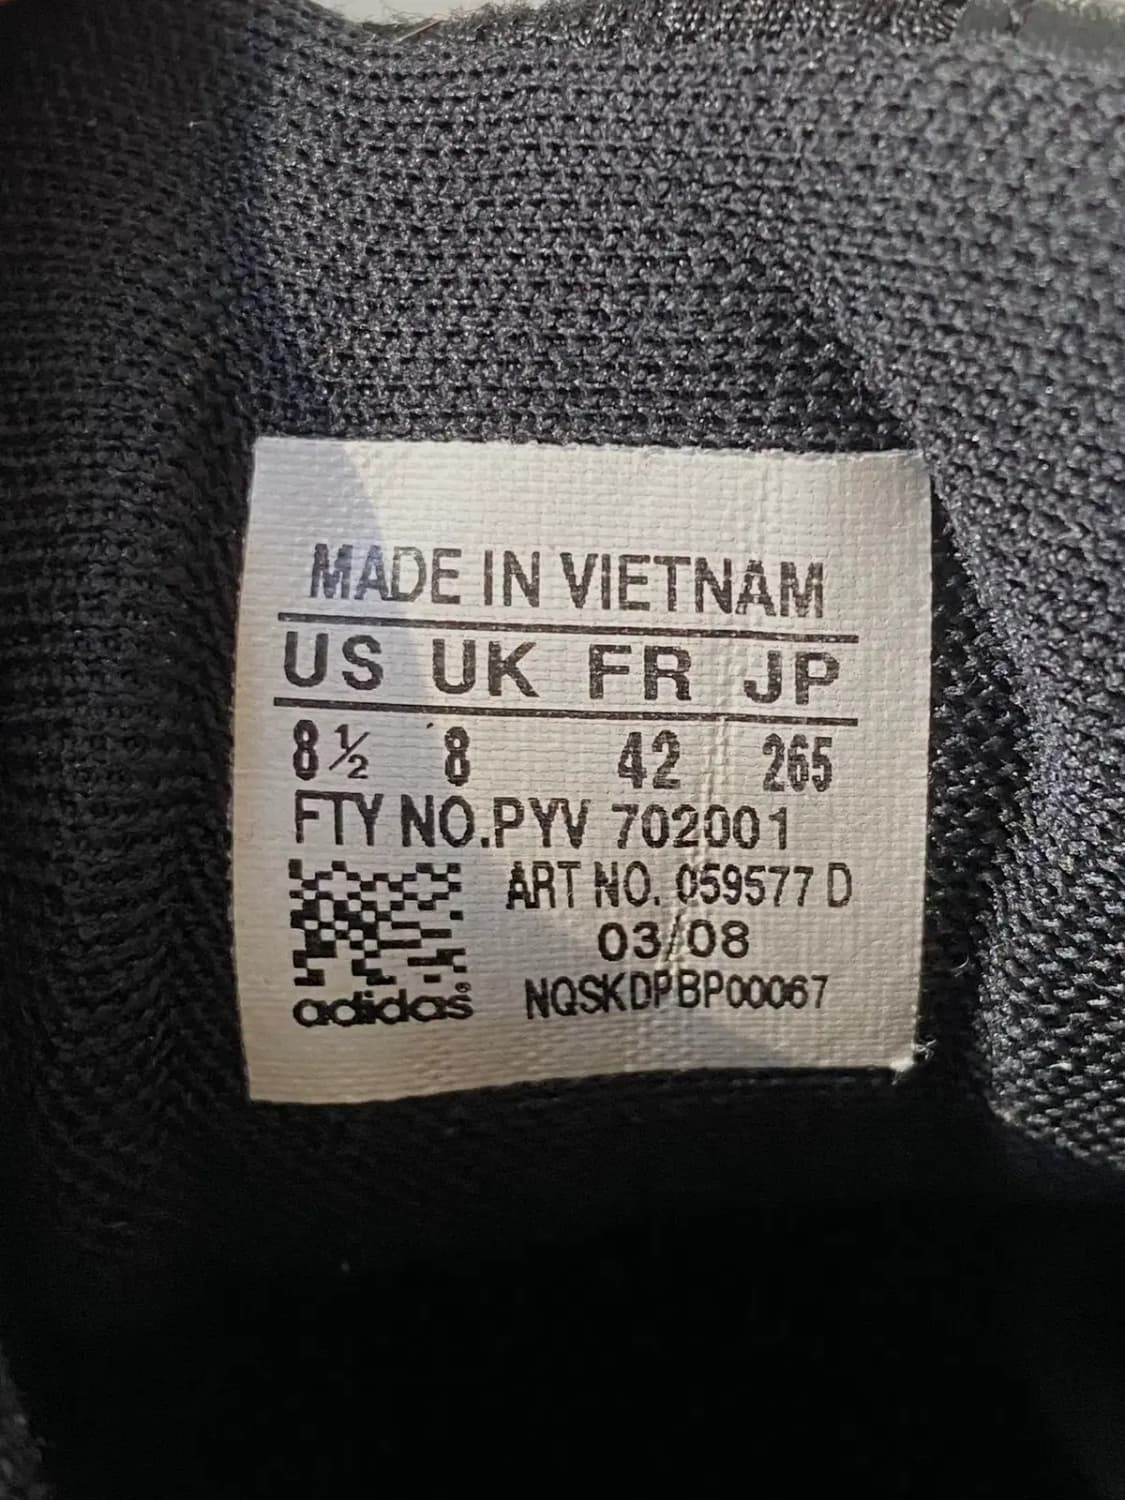 MADE IN VIETNAM
US UK FR JP
8½ 8 42 265
FTY NO.PYV 702001
ART NO. 059577 D
03/08
adidas® NQSKDPBP00067